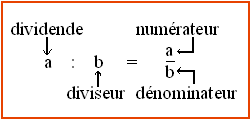 dividende numérateur
a : b = a/b
diviseur dénominateur